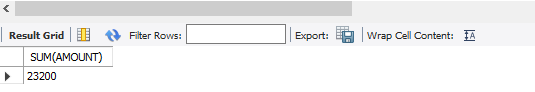 Result Grid Filter Rows: Export: Wrap Cell Content:
SUM(AMOUNT)
23200